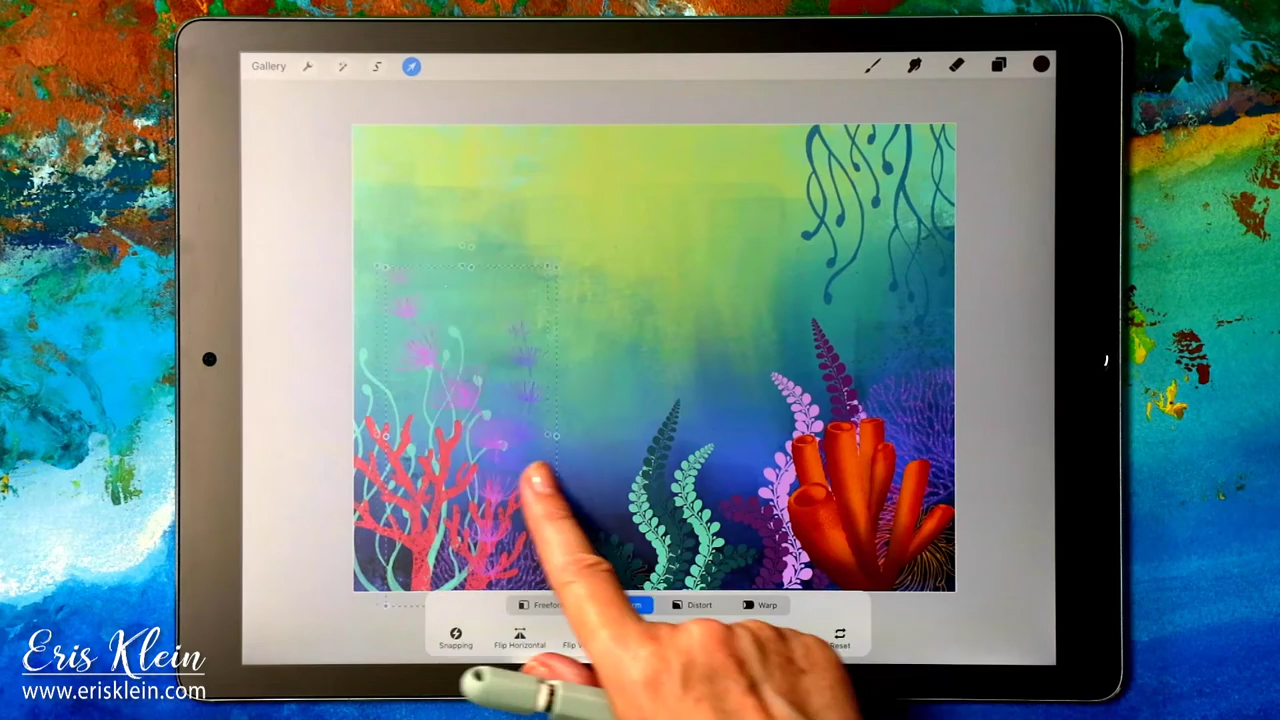 Gallery
Distort
Warp
Snapping
Flip Horizontal
Reset
Eris Klein
www.erisklein.com